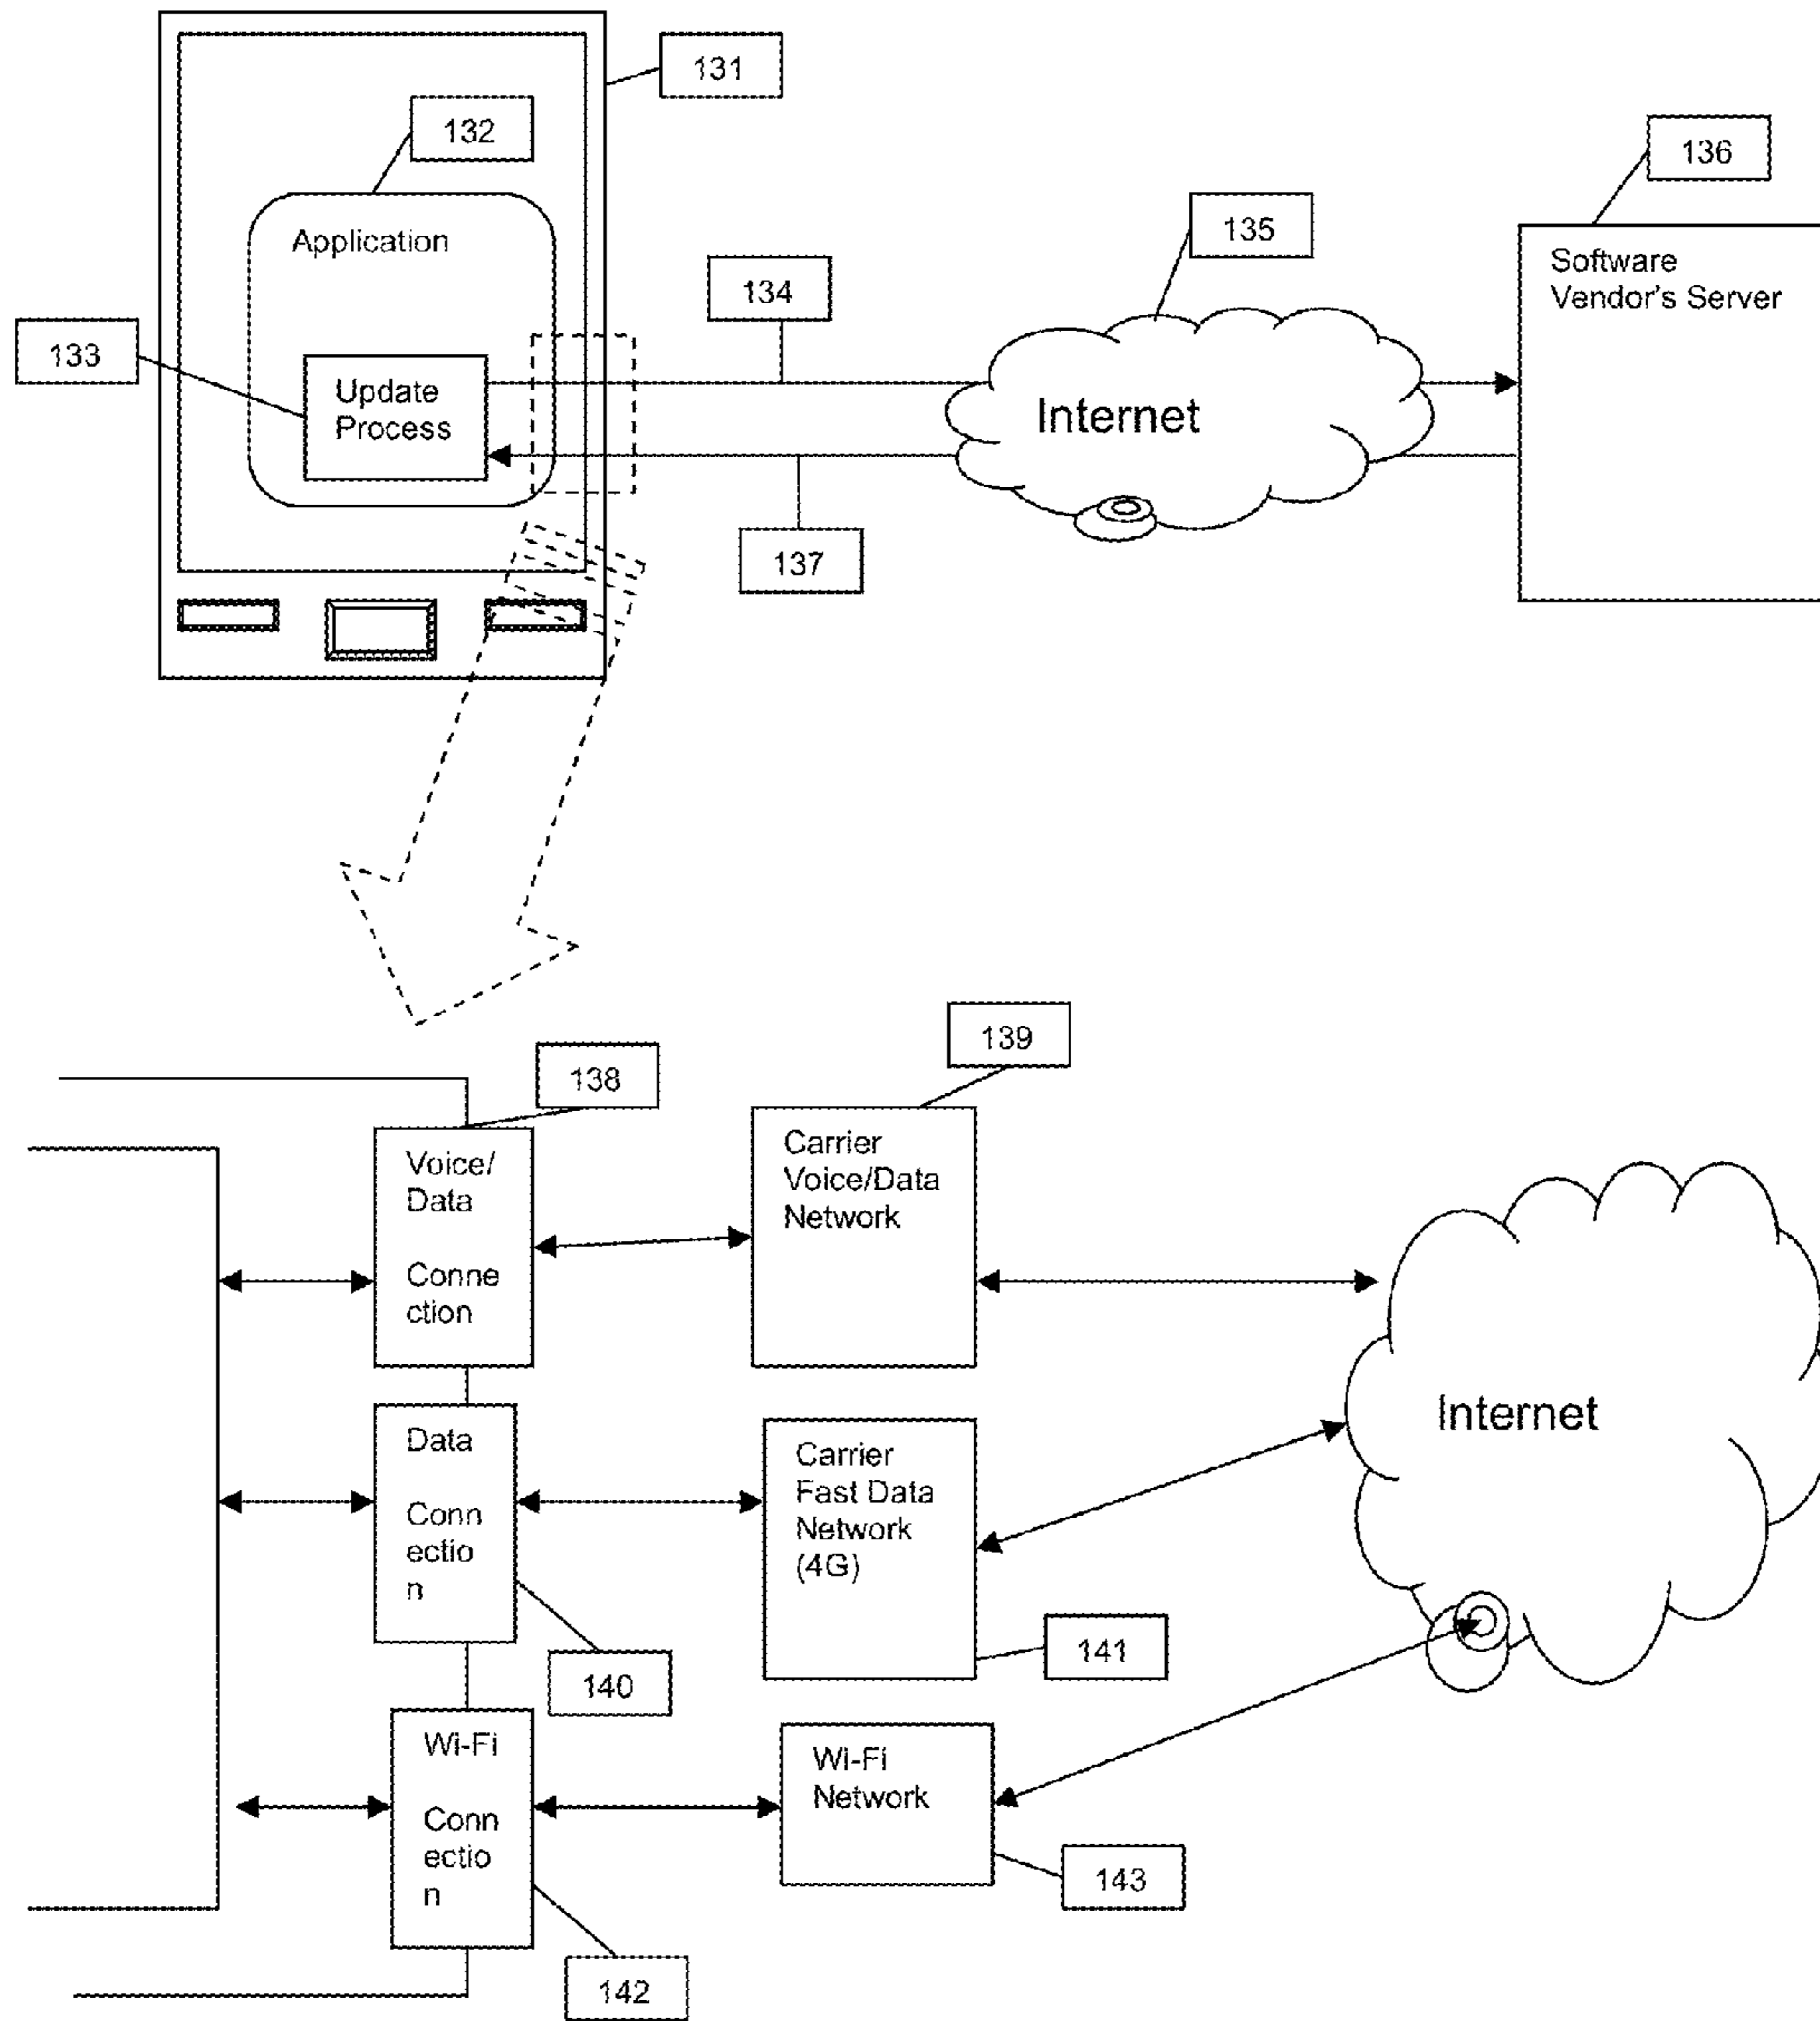 131
132
136
Application
135
Software
Vendor's Server
134
133
Update
Process
Internet
137
139
138
Voice/
Data
Conne
ction
Carrier
Voice/Data
Network
Internet
Data
Conn
ectio
n
Carrier
Fast Data
Network
(4G)
141
140
Wi-Fi
Conn
ectio
n
Wi-Fi
Network
143
142